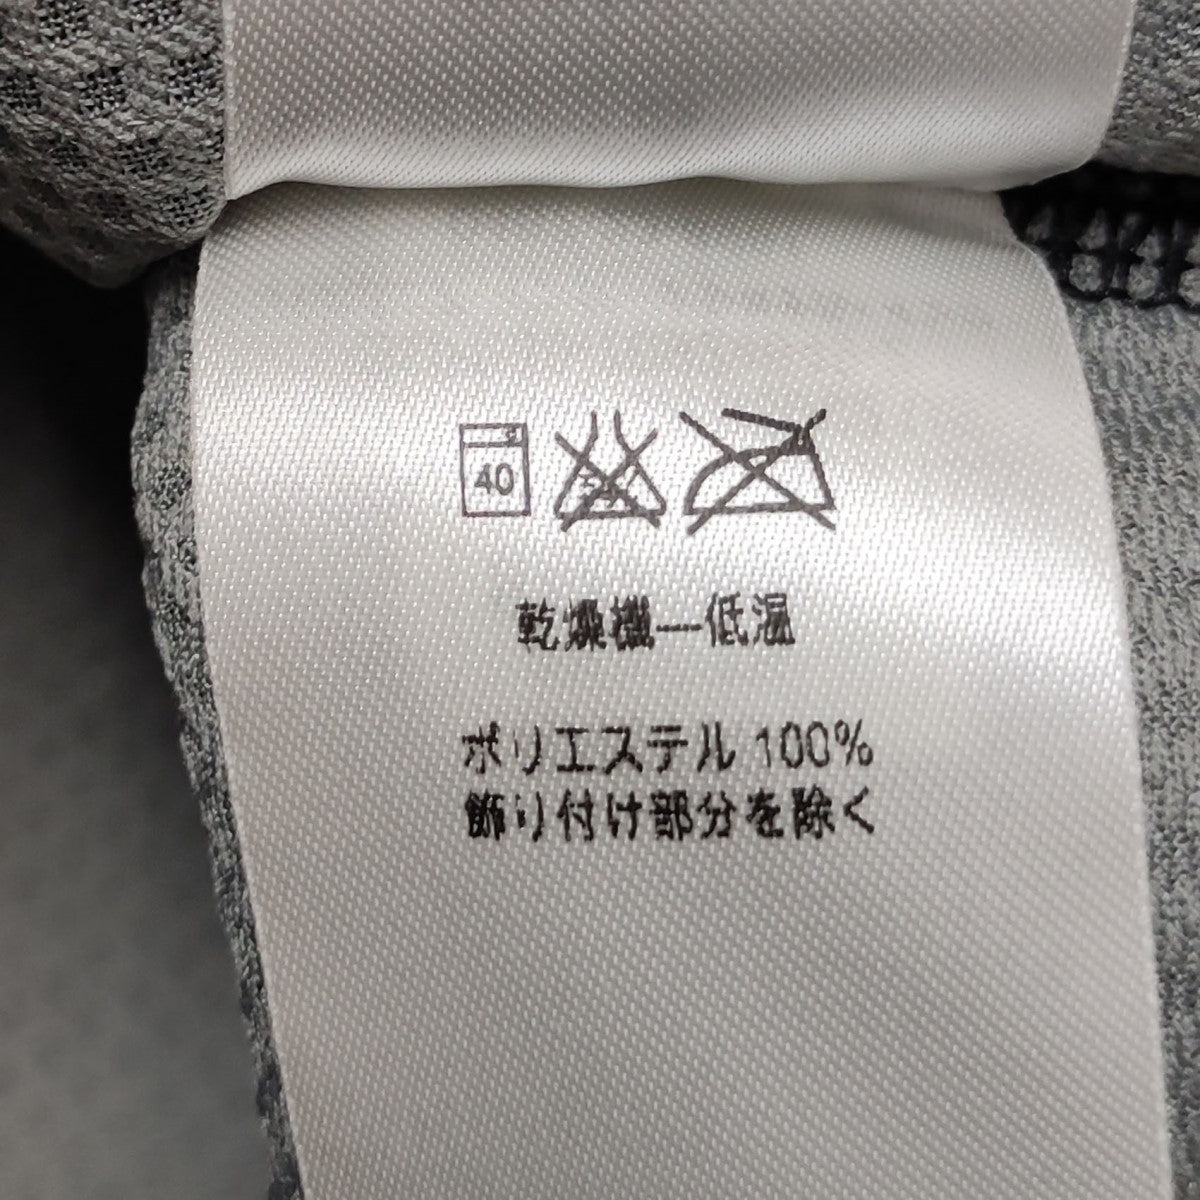 40
乾燥機―低温
ポリエステル 100%
飾り付け部分を除く